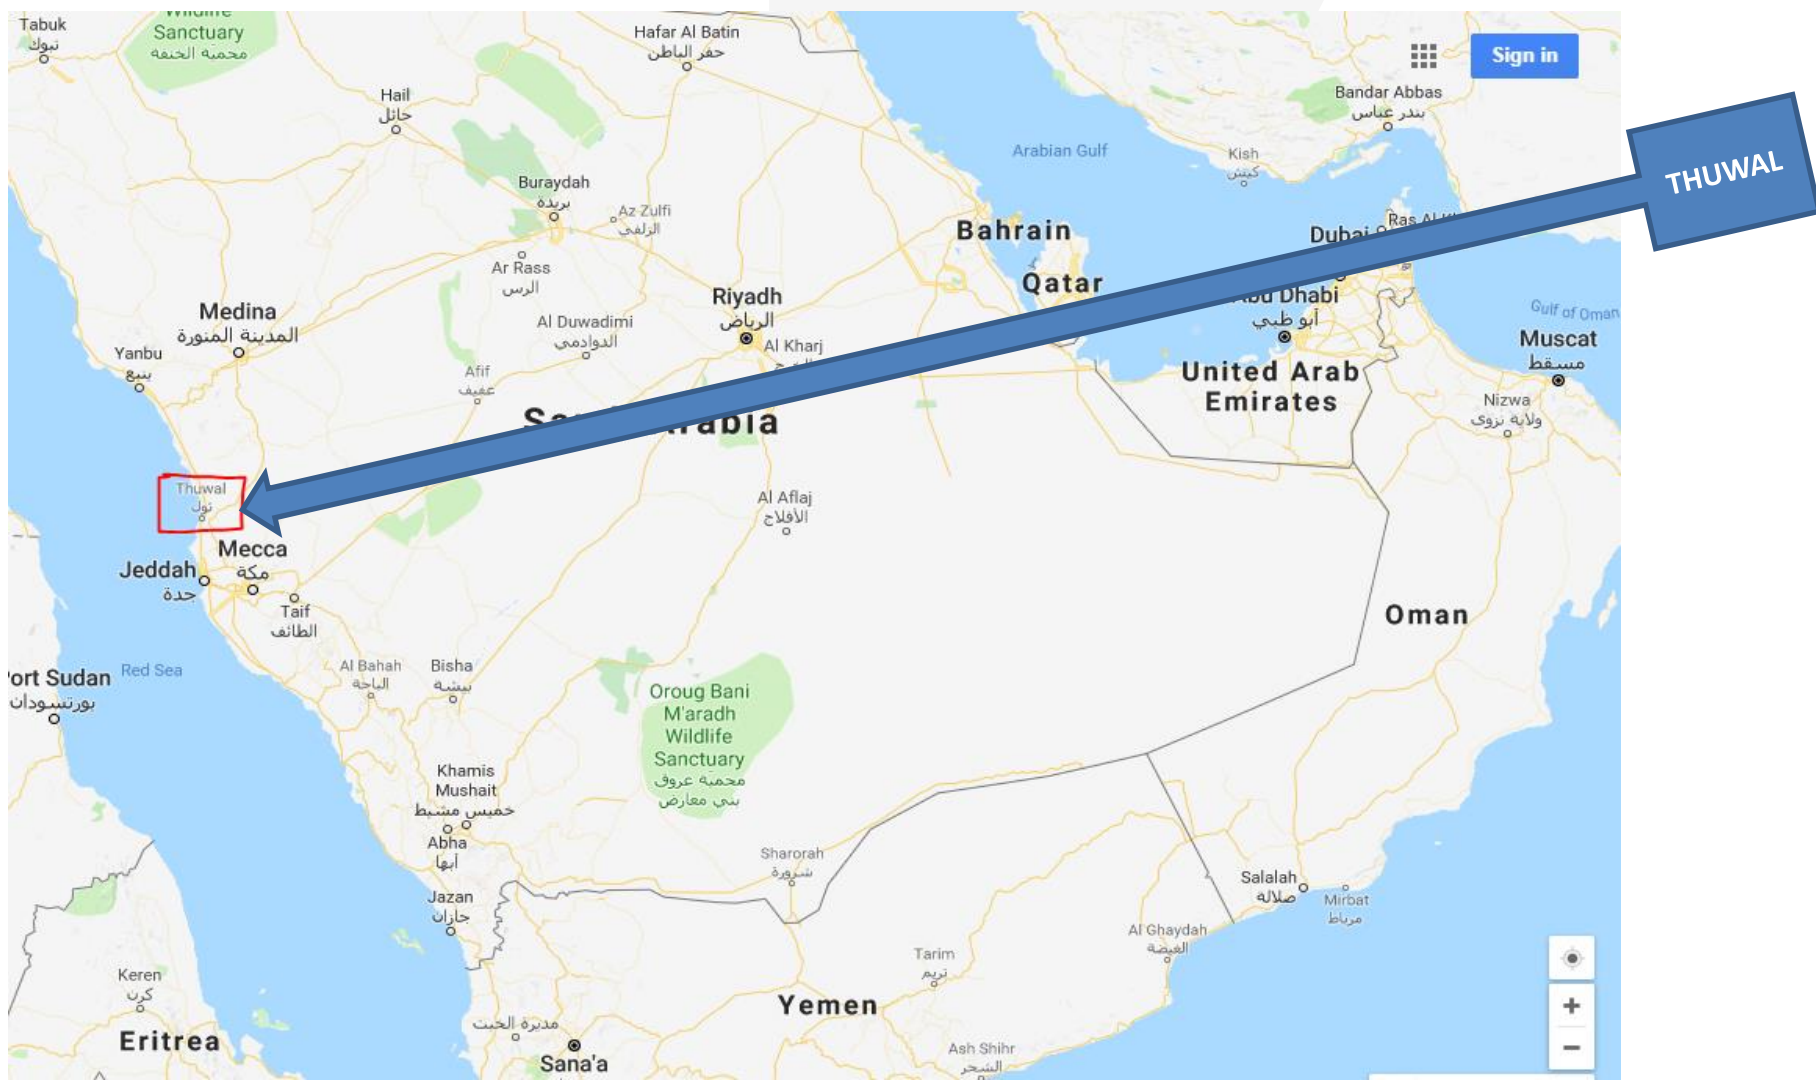 Tabuk
تبوك
Wildlife
Sanctuary
محمية الخنفة
Hafar Al Batin
حفر الباطن
Sign in
Hail
حائل
Bandar Abbas
بندر عباس
THUWAL
Arabian Gulf
Kish
كيش
Buraydah
بريدة
Az Zulfi
الزلفي
Bahrain
Ras Al
Dubai
Ar Rass
الرس
Qatar
Riyadh
الرياض
Abu Dhabi
أبو ظبي
Medina
المدينة المنورة
Al Duwadimi
الدوادمي
Al Kharj
Gulf of Oman
Muscat
مسقط
Yanbu
ينبع
Afif
عفيف
United Arab
Emirates
Nizwa
ولاية نزوى
Thuwal
ثول
Al Aflaj
الأفلاج
Mecca
مكة
Jeddah
جدة
Taif
الطائف
Oman
Al Bahah
الباحة
Bisha
بيشة
ort Sudan
بورتسودان
Red Sea
Oroug Bani
M'aradh
Wildlife
Sanctuary
محمية عروق
بني معارض
Khamis
Mushait
خميس مشيط
Abha
أبها
Sharorah
شرورة
Jazan
جازان
Salalah
صلالة
Mirbat
مرباط
Al Ghaydah
الغيضة
Tarim
تريم
Keren
كرن
Yemen
مديرة الخبت
Eritrea
Sana'a
Ash Shihr
الشحر